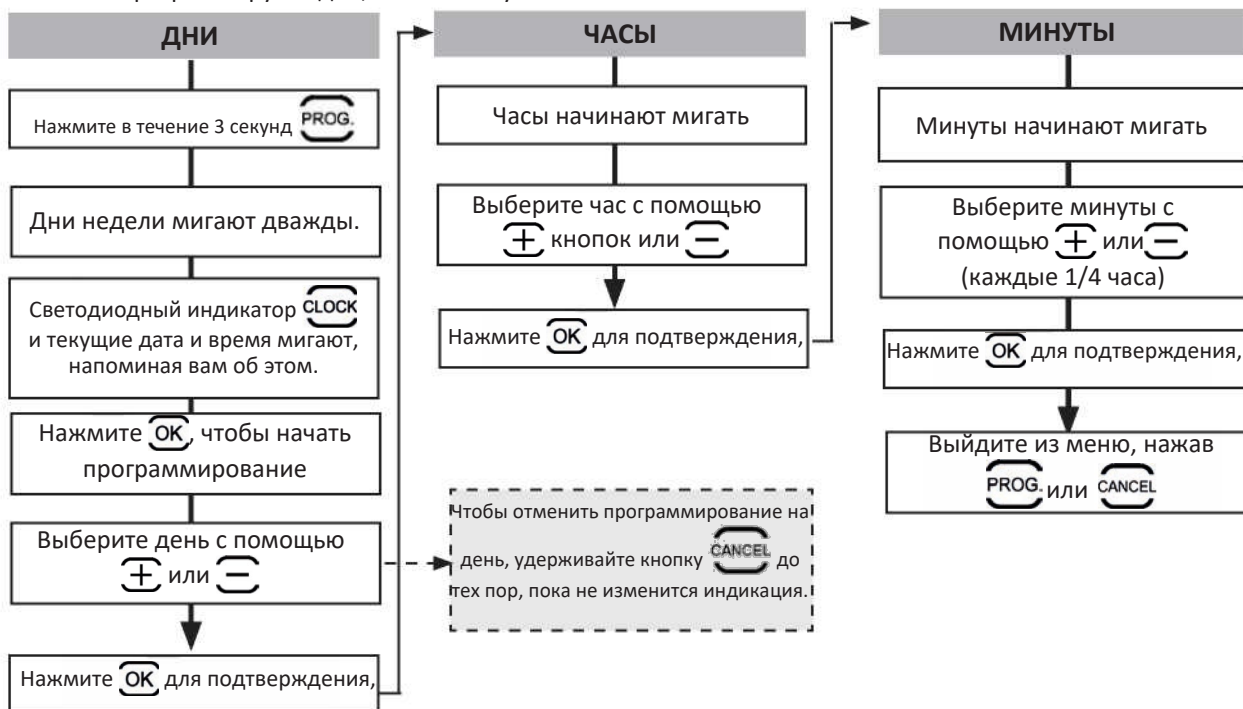 ДНИ
Нажмите в течение 3 секунд PROG.
Дни недели мигают дважды.
Светодиодный индикатор CLOCK
и текущие дата и время мигают,
напоминая вам об этом.
Нажмите OK, чтобы начать
программирование
Выберите день с помощью
+ или −
Нажмите OK для подтверждения,
Чтобы отменить программирование на
день, удерживайте кнопку CANCEL до
тех пор, пока не изменится индикация.
ЧАСЫ
Часы начинают мигать
Выберите час с помощью
+ кнопок или −
Нажмите OK для подтверждения,
МИНУТЫ
Минуты начинают мигать
Выберите минуты с
помощью + или −
(каждые 1/4 часа)
Нажмите OK для подтверждения,
Выйдите из меню, нажав
PROG. или CANCEL